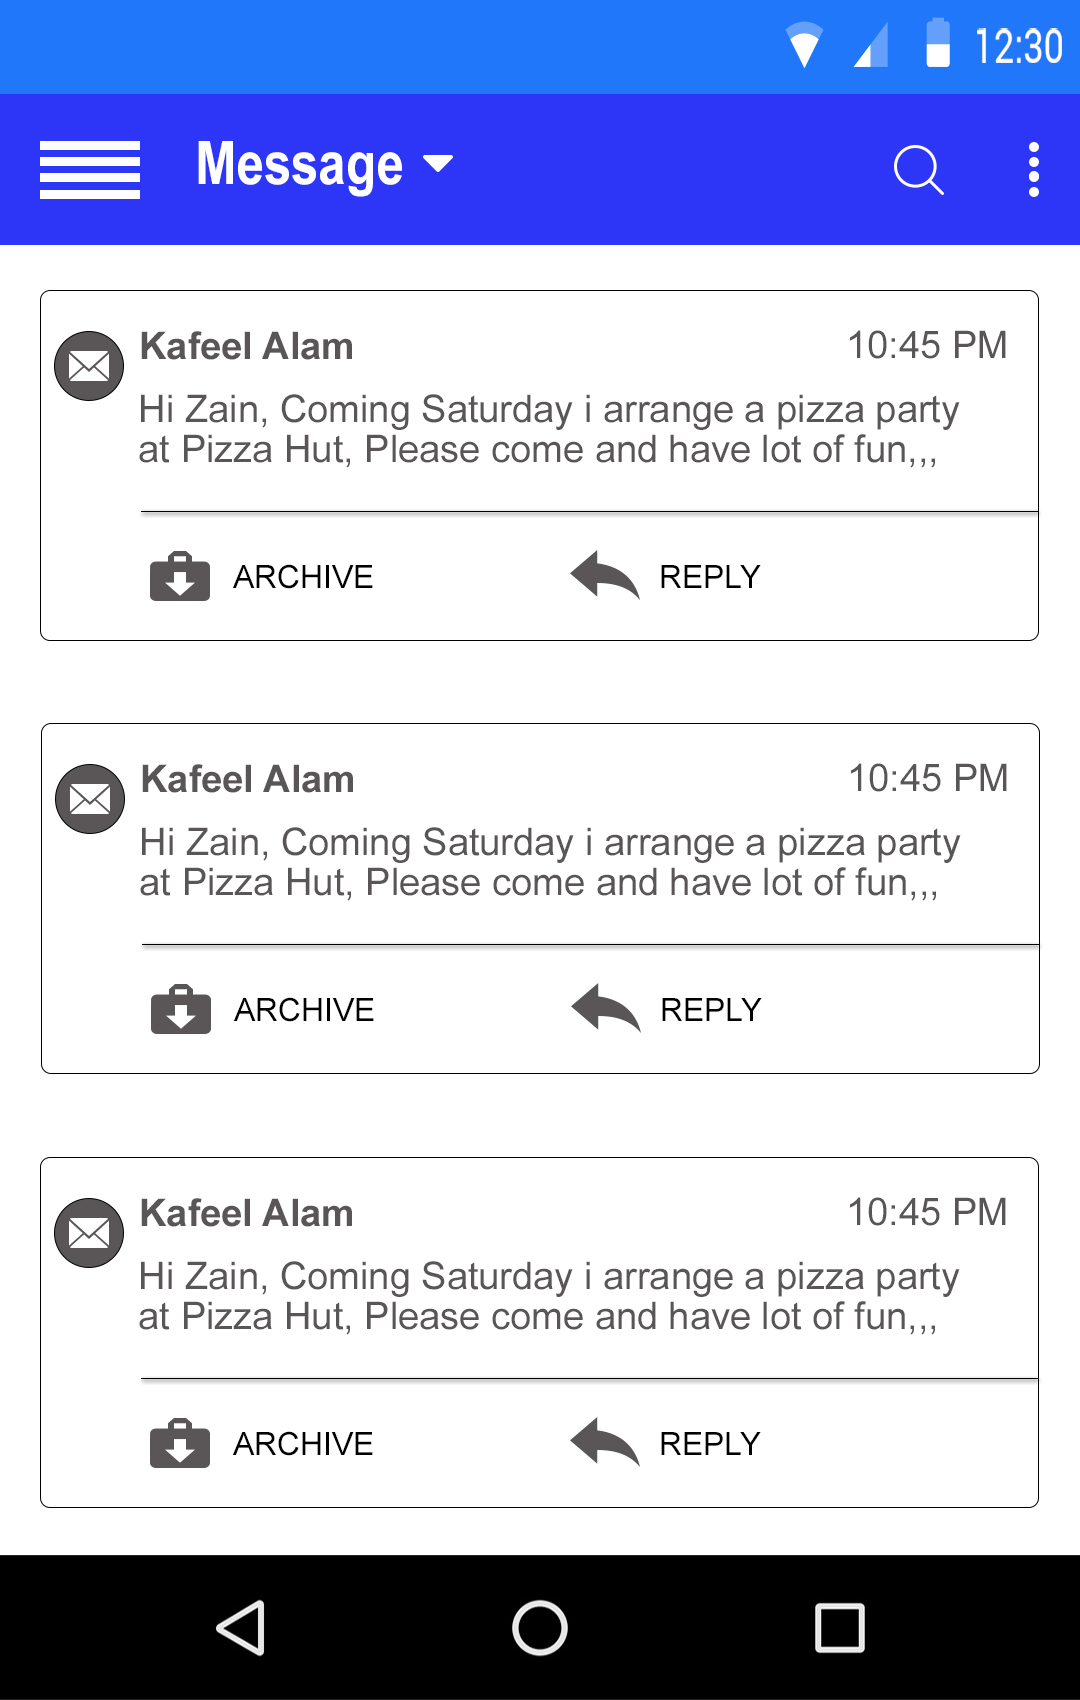 12:30
Message
Kafeel Alam 10:45 PM
Hi Zain, Coming Saturday i arrange a pizza party
at Pizza Hut, Please come and have lot of fun,,,
ARCHIVE REPLY
Kafeel Alam 10:45 PM
Hi Zain, Coming Saturday i arrange a pizza party
at Pizza Hut, Please come and have lot of fun,,,
ARCHIVE REPLY
Kafeel Alam 10:45 PM
Hi Zain, Coming Saturday i arrange a pizza party
at Pizza Hut, Please come and have lot of fun,,,
ARCHIVE REPLY